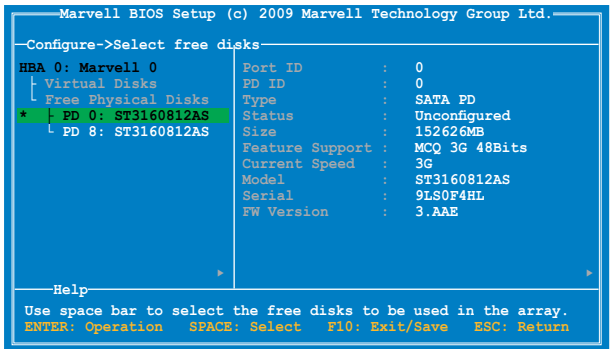 Marvell BIOS Setup (c) 2009 Marvell Technology Group Ltd.
Configure->Select free disks
HBA 0: Marvell 0
Virtual Disks
Free Physical Disks
* PD 0: ST3160812AS
PD 8: ST3160812AS
Port ID : 0
PD ID : 0
Type : SATA PD
Status : Unconfigured
Size : 152626MB
Feature Support : MCQ 3G 48Bits
Current Speed : 3G
Model : ST3160812AS
Serial : 9LS0F4HL
FW Version : 3.AAE
Help
Use space bar to select the free disks to be used in the array.
ENTER: Operation SPACE: Select F10: Exit/Save ESC: Return